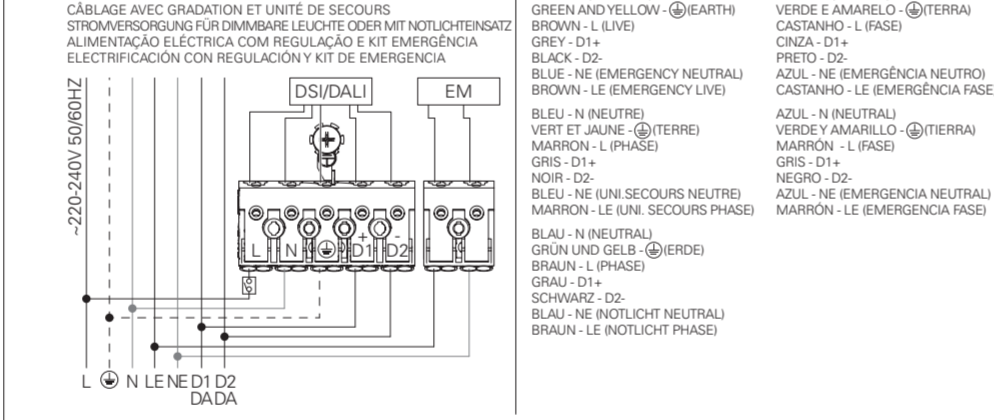 CÂBLAGE AVEC GRADATION ET UNITÉ DE SECOURS
STROMVERSORGUNG FÜR DIMMBARE LEUCHTE ODER MIT NOTLICHTEINSATZ
ALIMENTAÇÃO ELÉCTRICA COM REGULAÇÃO E KIT EMERGÊNCIA
ELECTRIFICACIÓN CON REGULACIÓN Y KIT DE EMERGENCIA
~220-240V 50/60HZ
DSI/DALI
EM
+ -
L N ⏚ D1 D2
L ⏚ N LE NE D1 D2
DA DA
GREEN AND YELLOW - ⏚ (EARTH)
BROWN - L (LIVE)
GREY - D1+
BLACK - D2-
BLUE - NE (EMERGENCY NEUTRAL)
BROWN - LE (EMERGENCY LIVE)
BLEU - N (NEUTRE)
VERT ET JAUNE - ⏚ (TERRE)
MARRON - L (PHASE)
GRIS - D1+
NOIR - D2-
BLEU - NE (UNI.SECOURS NEUTRE)
MARRON - LE (UNI. SECOURS PHASE)
BLAU - N (NEUTRAL)
GRÜN UND GELB - ⏚ (ERDE)
BRAUN - L (PHASE)
GRAU - D1+
SCHWARZ - D2-
BLAU - NE (NOTLICHT NEUTRAL)
BRAUN - LE (NOTLICHT PHASE)
VERDE E AMARELO - ⏚ (TERRA)
CASTANHO - L (FASE)
CINZA - D1+
PRETO - D2-
AZUL - NE (EMERGÊNCIA NEUTRO)
CASTANHO - LE (EMERGÊNCIA FASE
AZUL - N (NEUTRAL)
VERDE Y AMARILLO - ⏚ (TIERRA)
MARRÓN - L (FASE)
GRIS - D1+
NEGRO - D2-
AZUL - NE (EMERGENCIA NEUTRAL)
MARRÓN - LE (EMERGENCIA FASE)